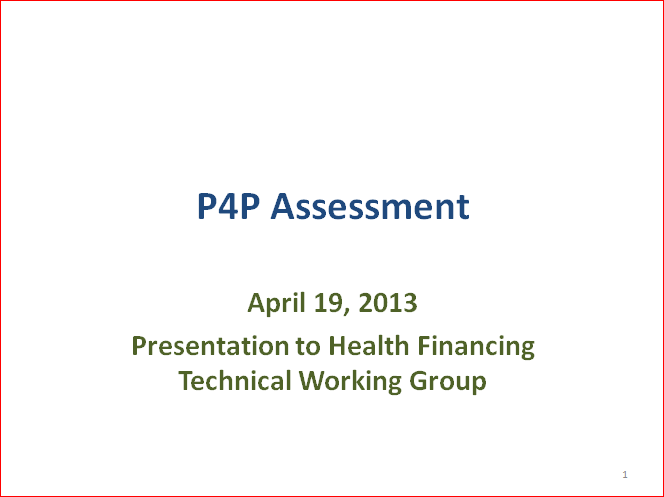 P4P Assessment
April 19, 2013
Presentation to Health Financing
Technical Working Group
1